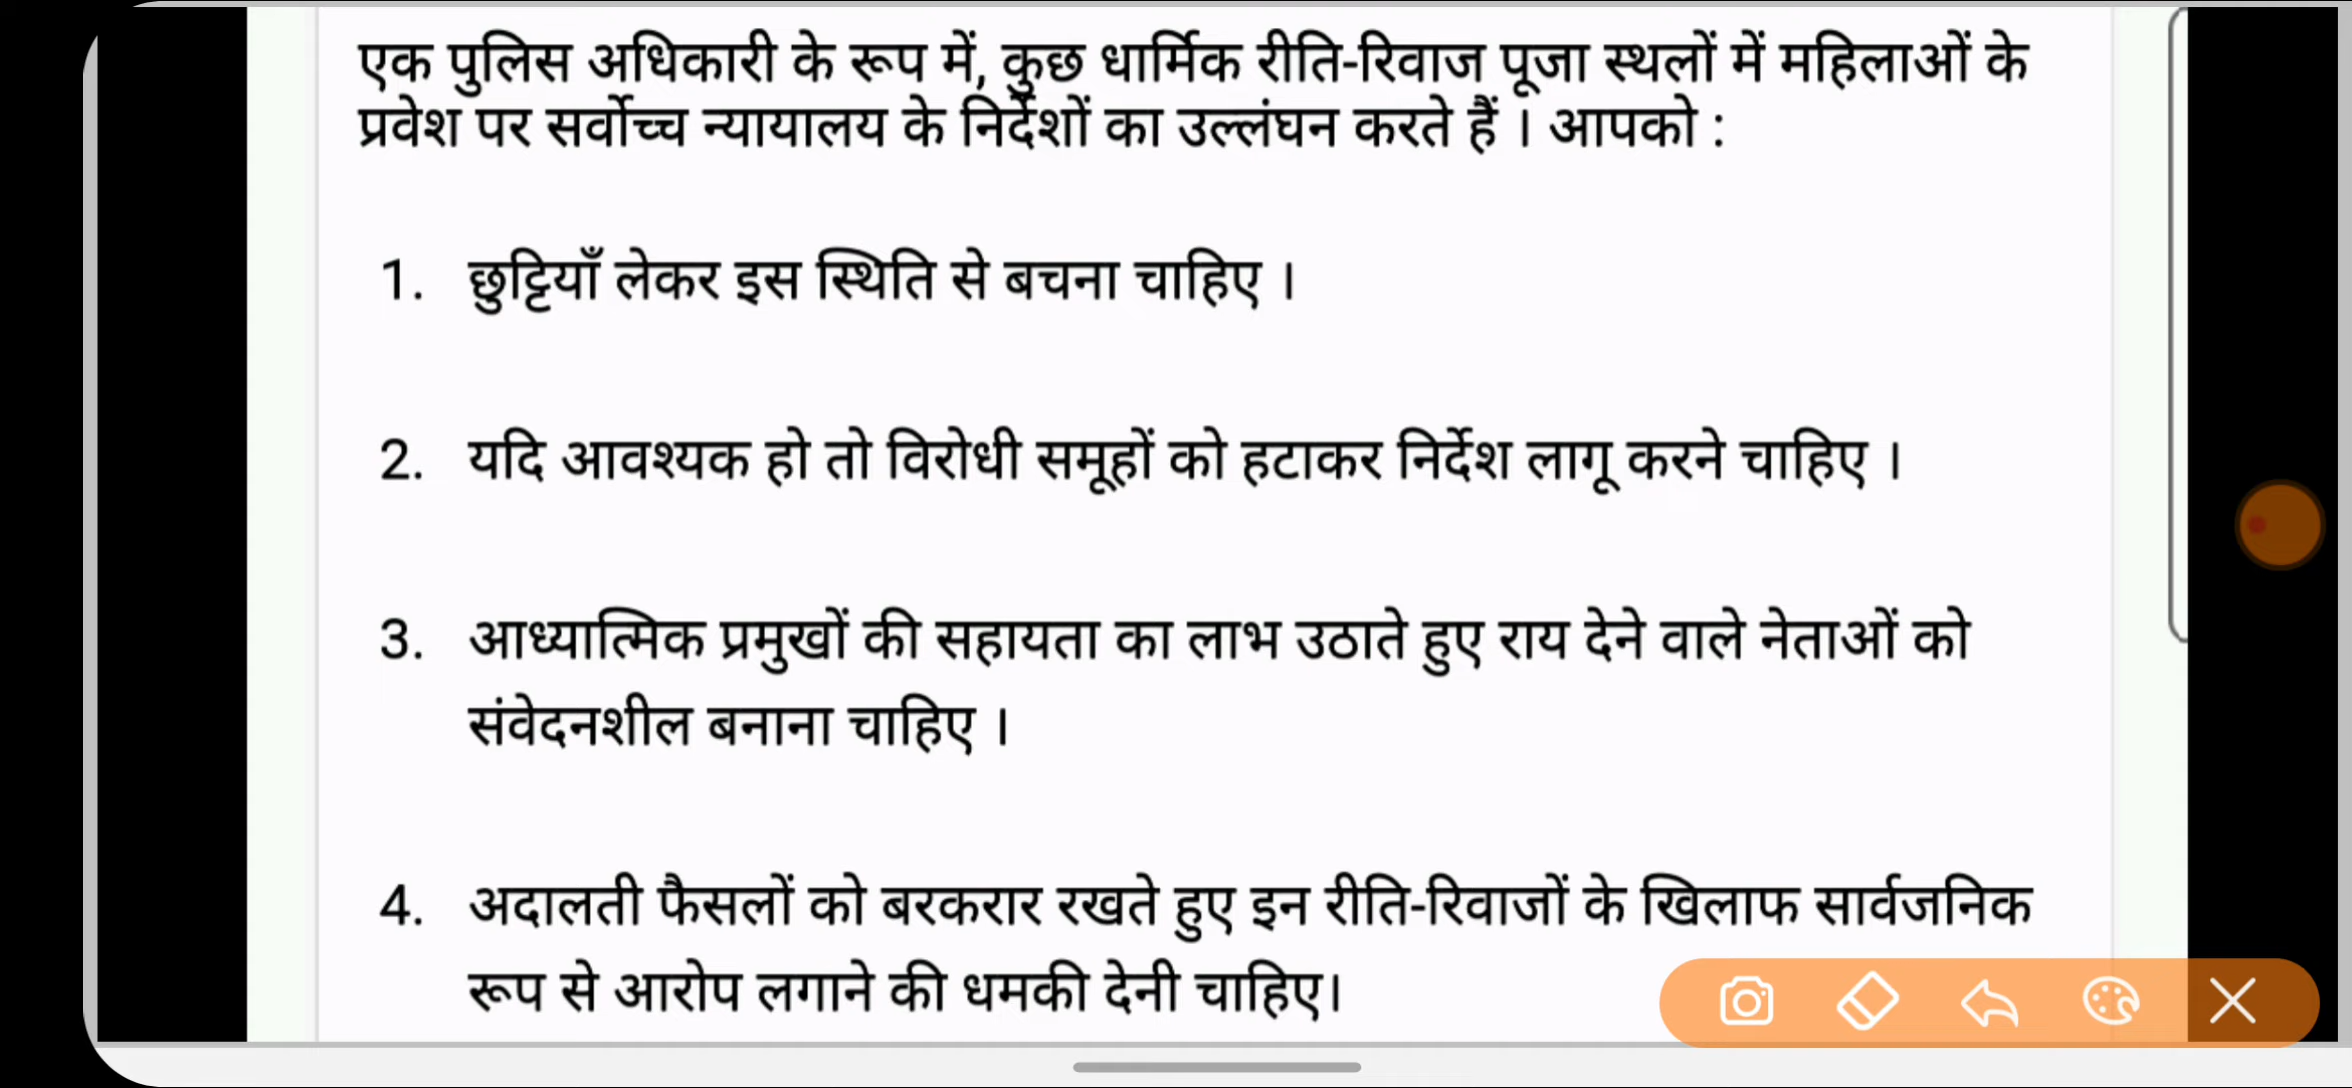 एक पुलिस अधिकारी के रूप में, कुछ धार्मिक रीति-रिवाज पूजा स्थलों में महिलाओं के
प्रवेश पर सर्वोच्च न्यायालय के निर्देशों का उल्लंघन करते हैं । आपको :
1. छुट्टियाँ लेकर इस स्थिति से बचना चाहिए ।
2. यदि आवश्यक हो तो विरोधी समूहों को हटाकर निर्देश लागू करने चाहिए ।
3. आध्यात्मिक प्रमुखों की सहायता का लाभ उठाते हुए राय देने वाले नेताओं को
संवेदनशील बनाना चाहिए ।
4. अदालती फैसलों को बरकरार रखते हुए इन रीति-रिवाजों के खिलाफ सार्वजनिक
रूप से आरोप लगाने की धमकी देनी चाहिए।